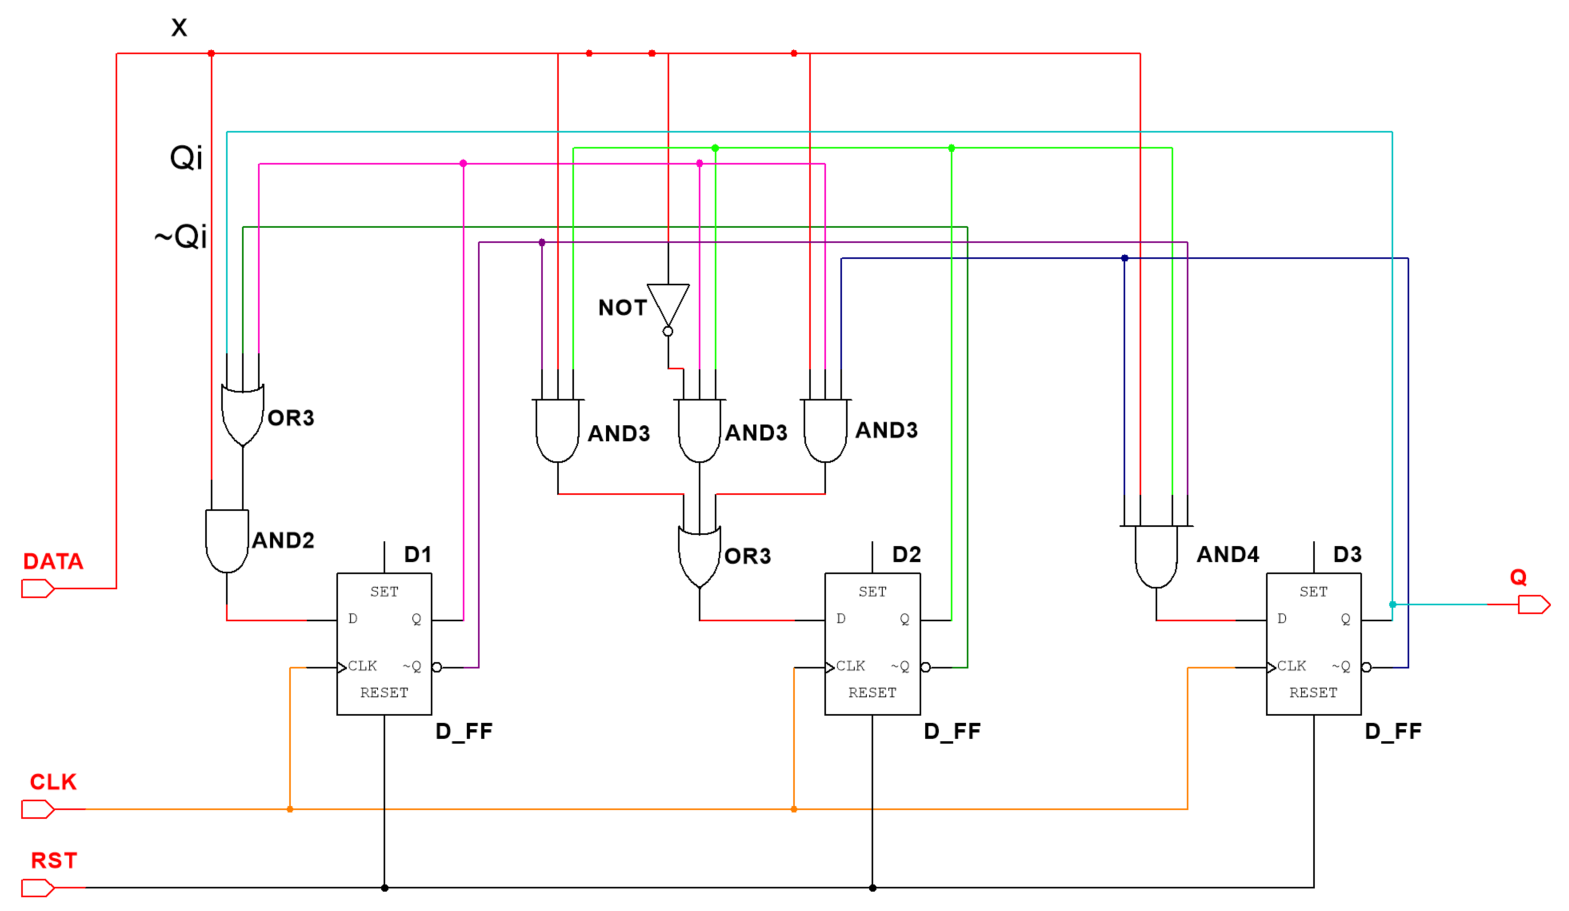 X
Qi
~Qi
NOT
OR3
AND3
AND3
AND3
AND2
OR3
AND4
DATA
D1
SET
D
Q
CLK
~Q
RESET
D_FF
D2
SET
D
Q
CLK
~Q
RESET
D_FF
D3
SET
D
Q
CLK
~Q
RESET
D_FF
Q
CLK
RST